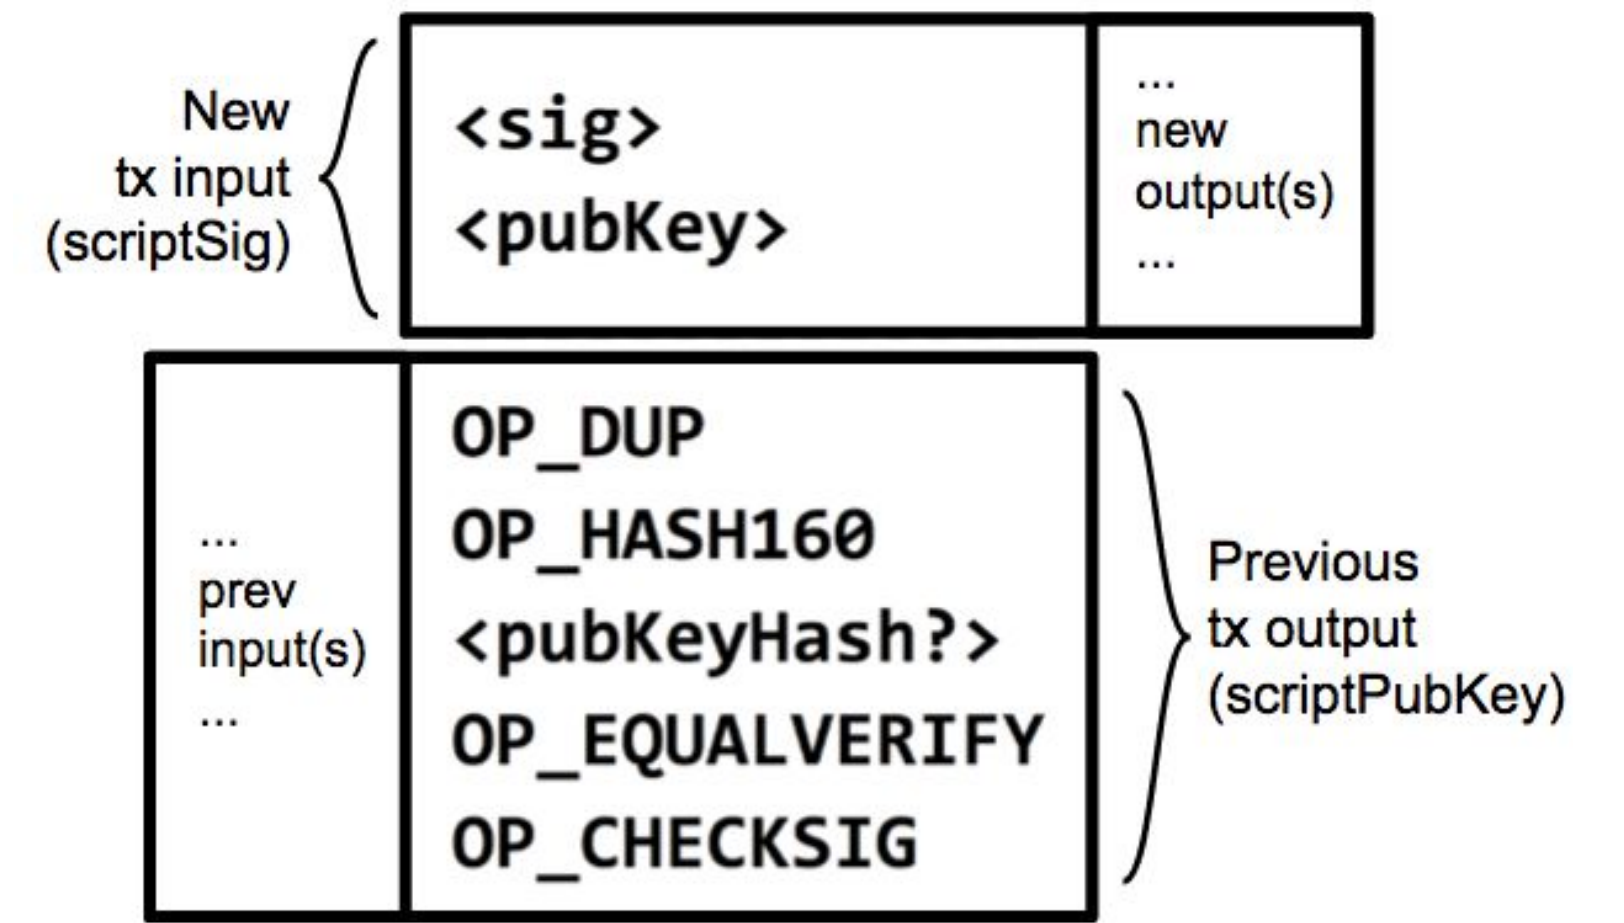 New
tx input
(scriptSig)
<sig>
<pubKey>
...
new
output(s)
...
...
prev
input(s)
...
OP_DUP
OP_HASH160
<pubKeyHash?>
OP_EQUALVERIFY
OP_CHECKSIG
Previous
tx output
(scriptPubKey)